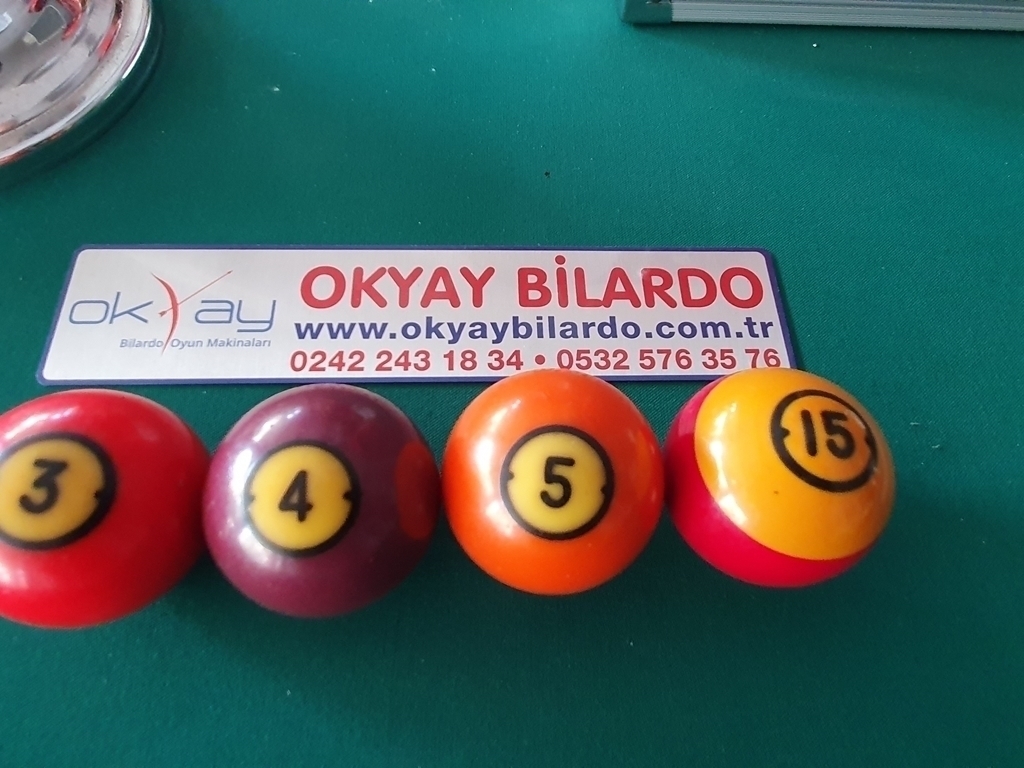 okyay
Bilardo Oyun Makinaları
OKYAY BİLARDO
www.okyaybilardo.com.tr
0242 243 18 34 • 0532 576 35 76
3
4
5
15